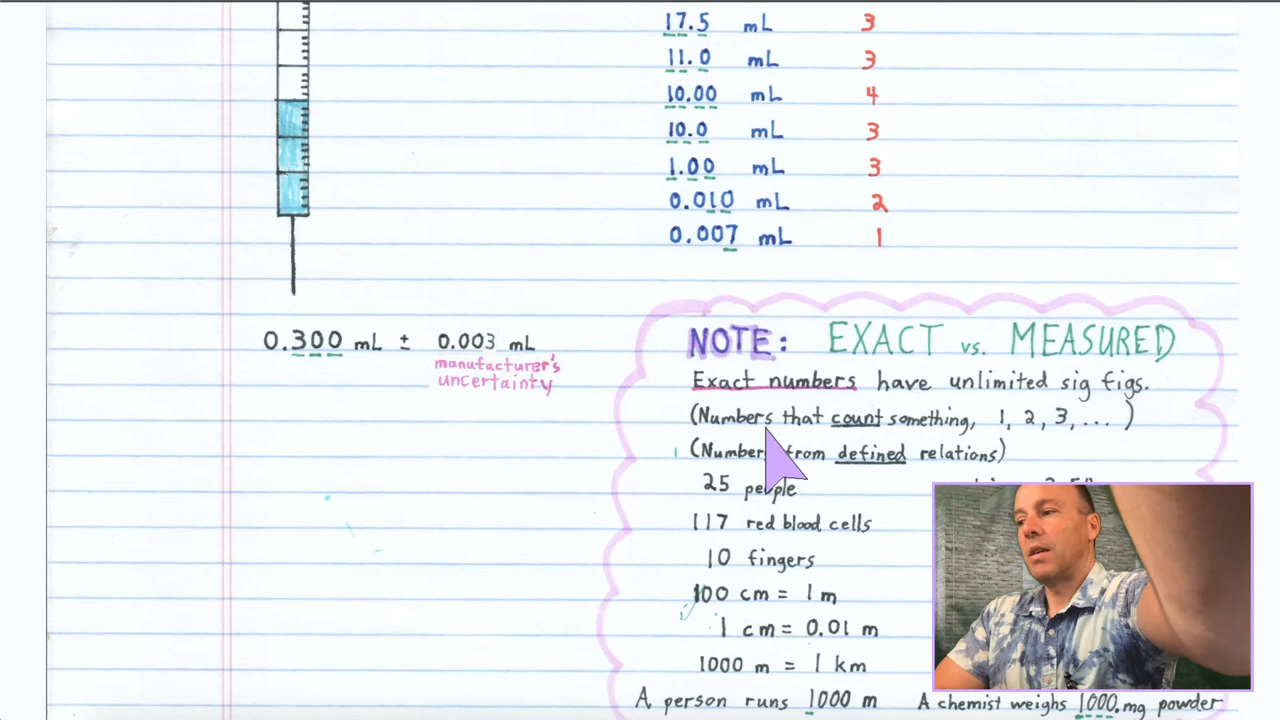 17.5 mL 3
11.0 mL 3
10.00 mL 4
10.0 mL 3
1.00 mL 3
0.010 mL 2
0.007 mL 1
0.300 mL ± 0.003 mL
manufacturer's
uncertainty
NOTE: EXACT vs. MEASURED
Exact numbers have unlimited sig figs.
(Numbers that count something, 1, 2, 3, ... )
(Number from defined relations)
25 people
117 red blood cells
10 fingers
100 cm = 1 m
1 cm = 0.01 m
1000 m = 1 km
A person runs 1000 m
A chemist weighs 1000. mg powder